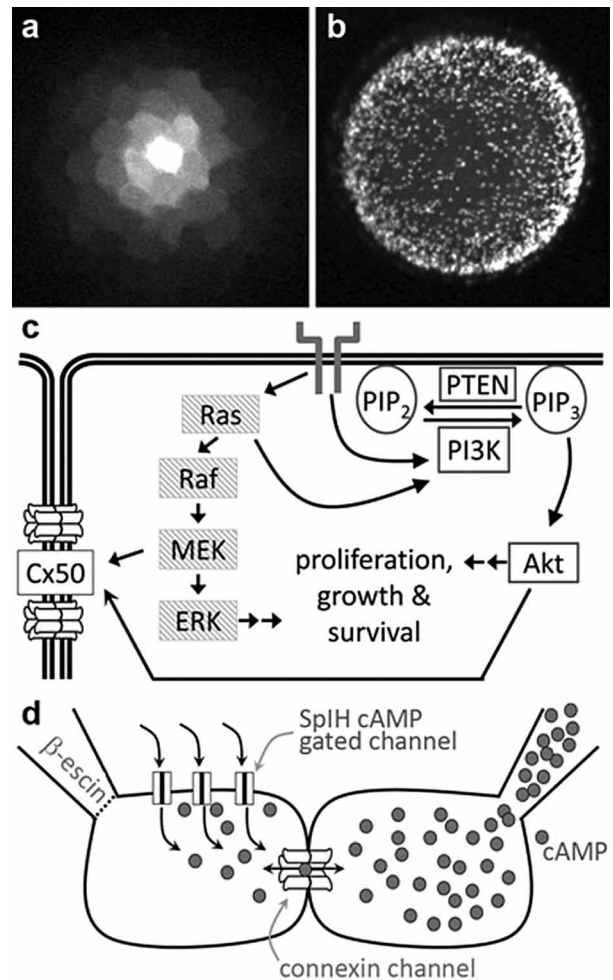 a
b
c
PTEN
PIP2
PIP3
Ras
PI3K
Raf
MEK
proliferation,
growth &
survival
Akt
Cx50
ERK
d
SpIH cAMP
gated channel
β-escin
cAMP
connexin channel